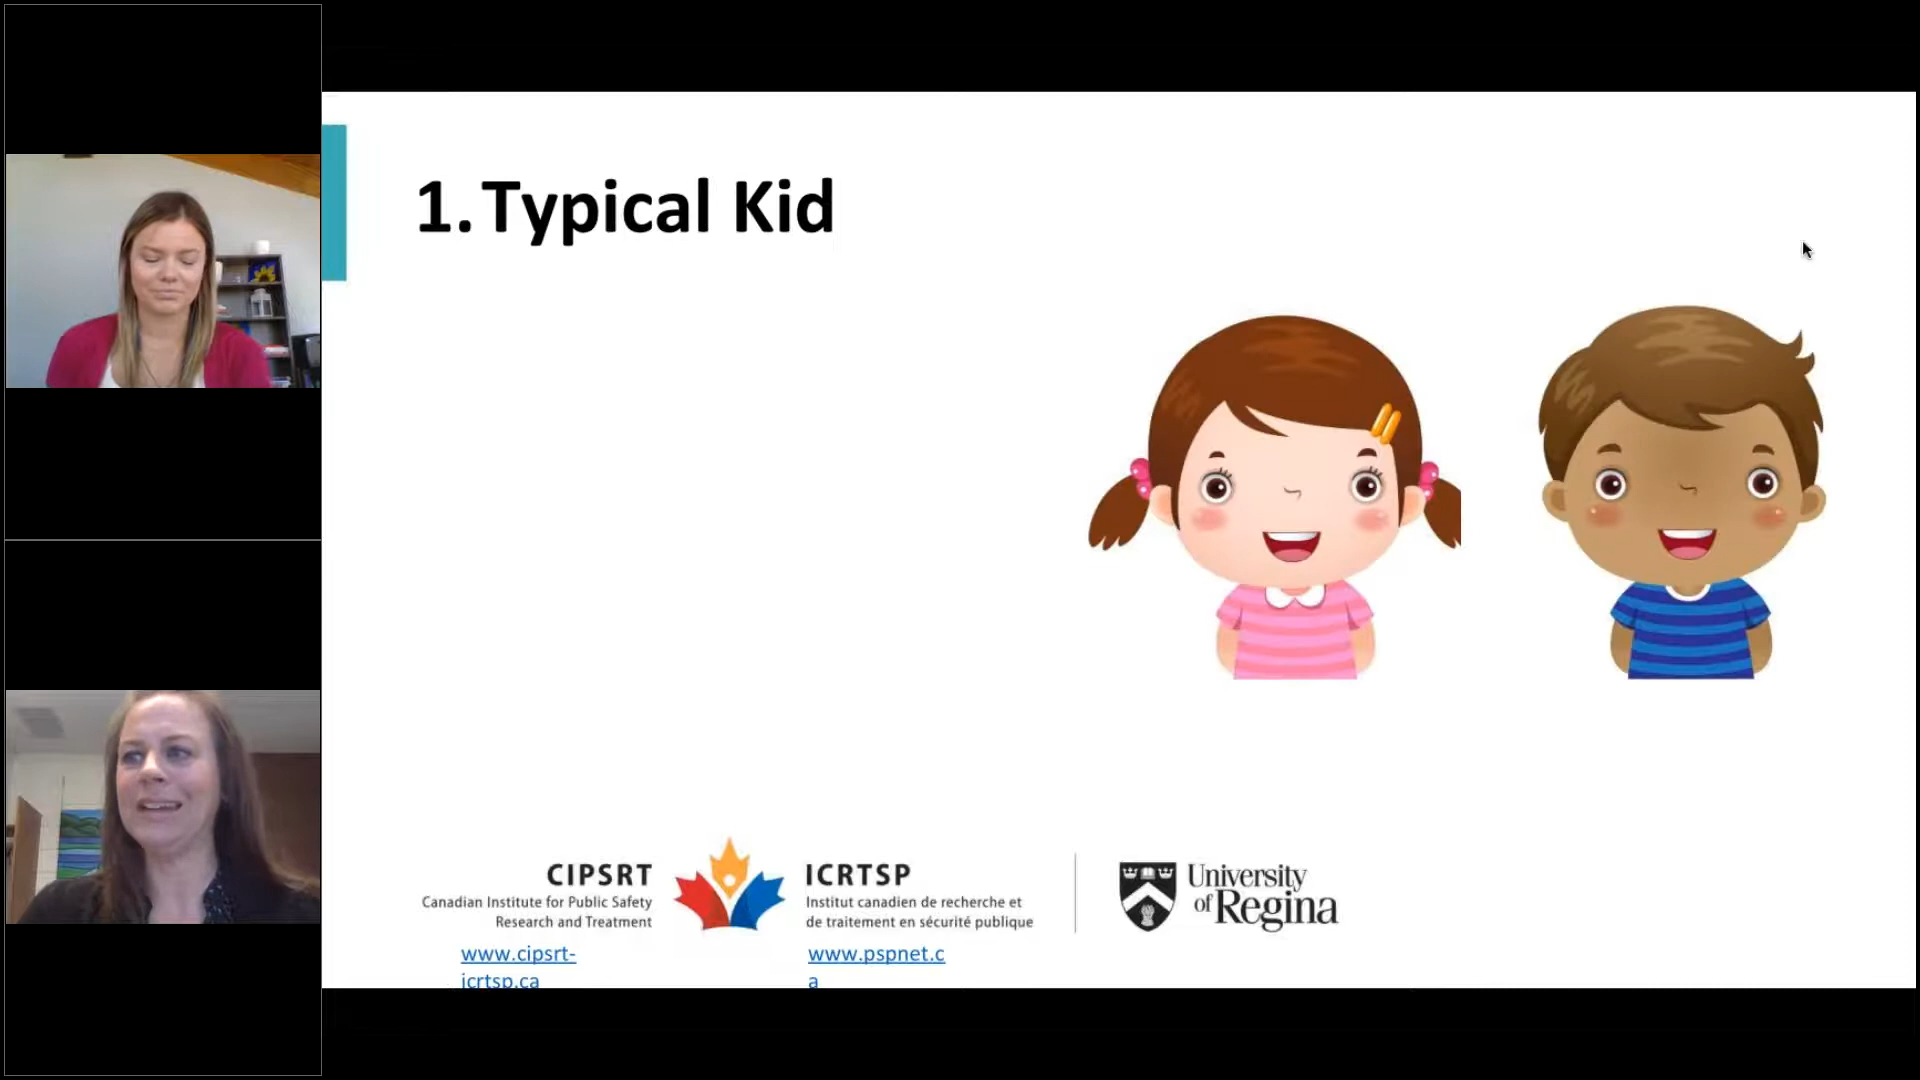 1. Typical Kid
CIPSRT
Canadian Institute for Public Safety
Research and Treatment
ICRTSP
Institut canadien de recherche et
de traitement en sécurité publique
University
of Regina
www.cipsrt-
icrtsp.ca
www.pspnet.c
a